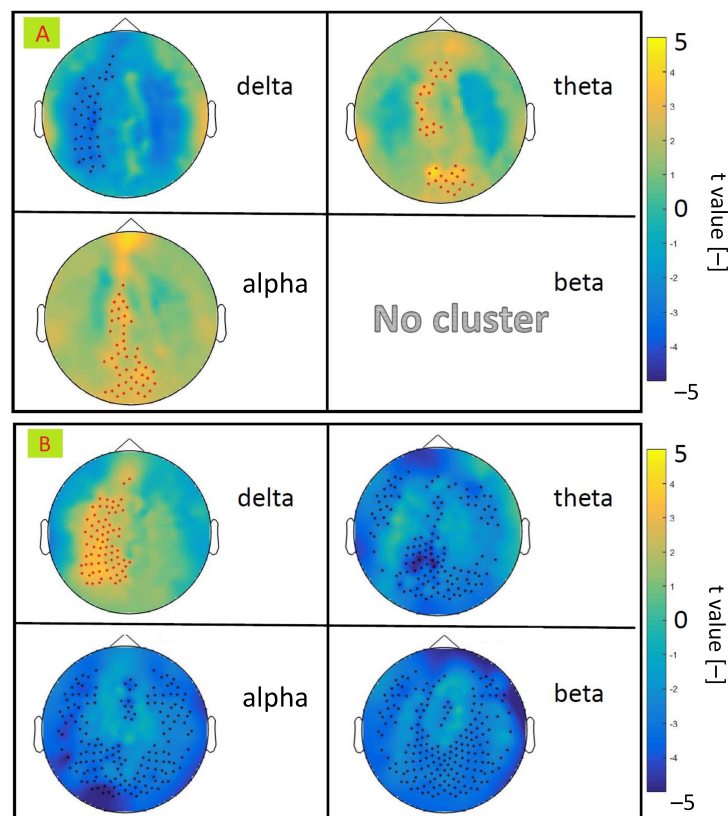 A
delta
theta
alpha
beta
No cluster
5
4
3
2
1
0
-1
-2
-3
-4
–5
t value [–]
B
delta
theta
alpha
beta
5
4
3
2
1
0
-1
-2
-3
-4
–5
t value [–]